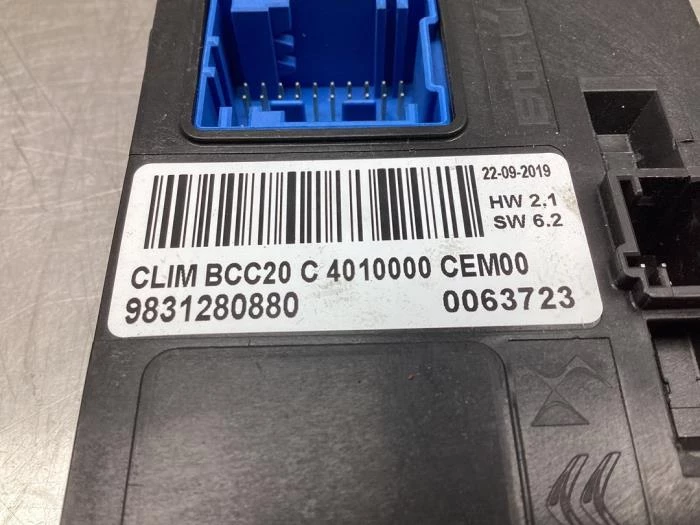 22-09-2019
HW 2.1
SW 6.2
CLIM BCC20 C 4010000 CEM00
9831280880
0063723